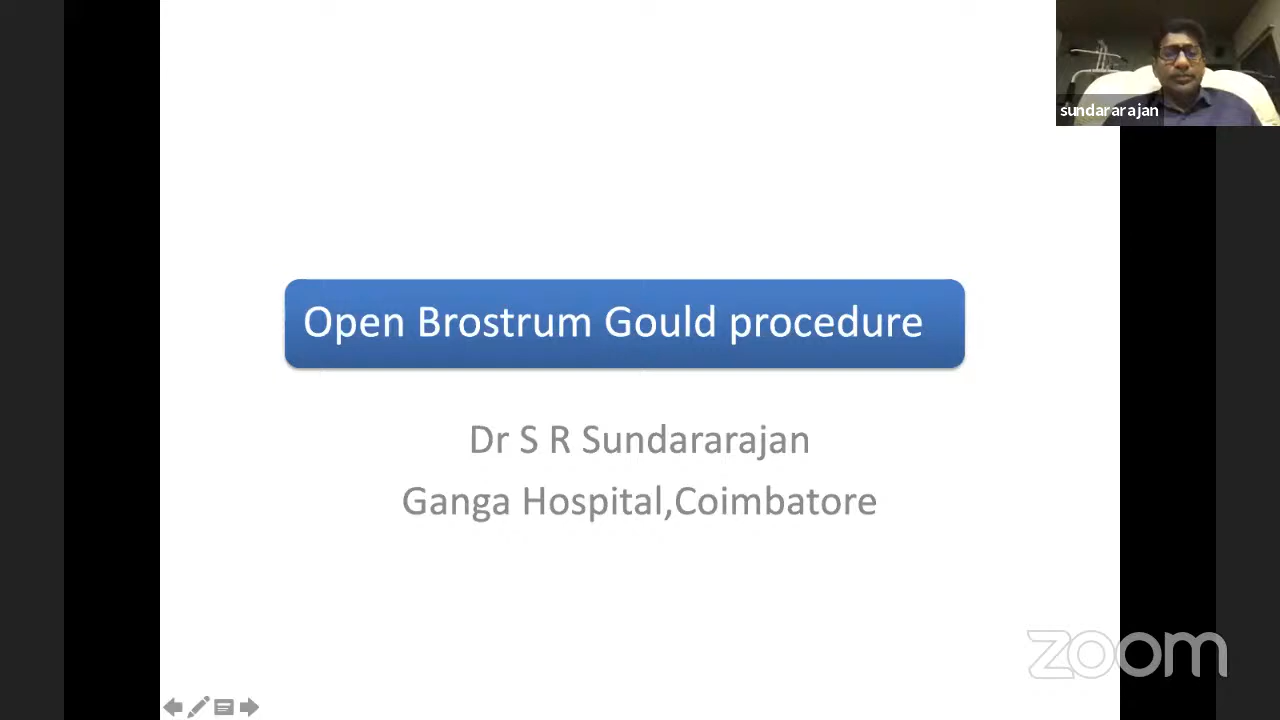 sundararajan
Open Brostrum Gould procedure
Dr S R Sundararajan
Ganga Hospital,Coimbatore
zoom